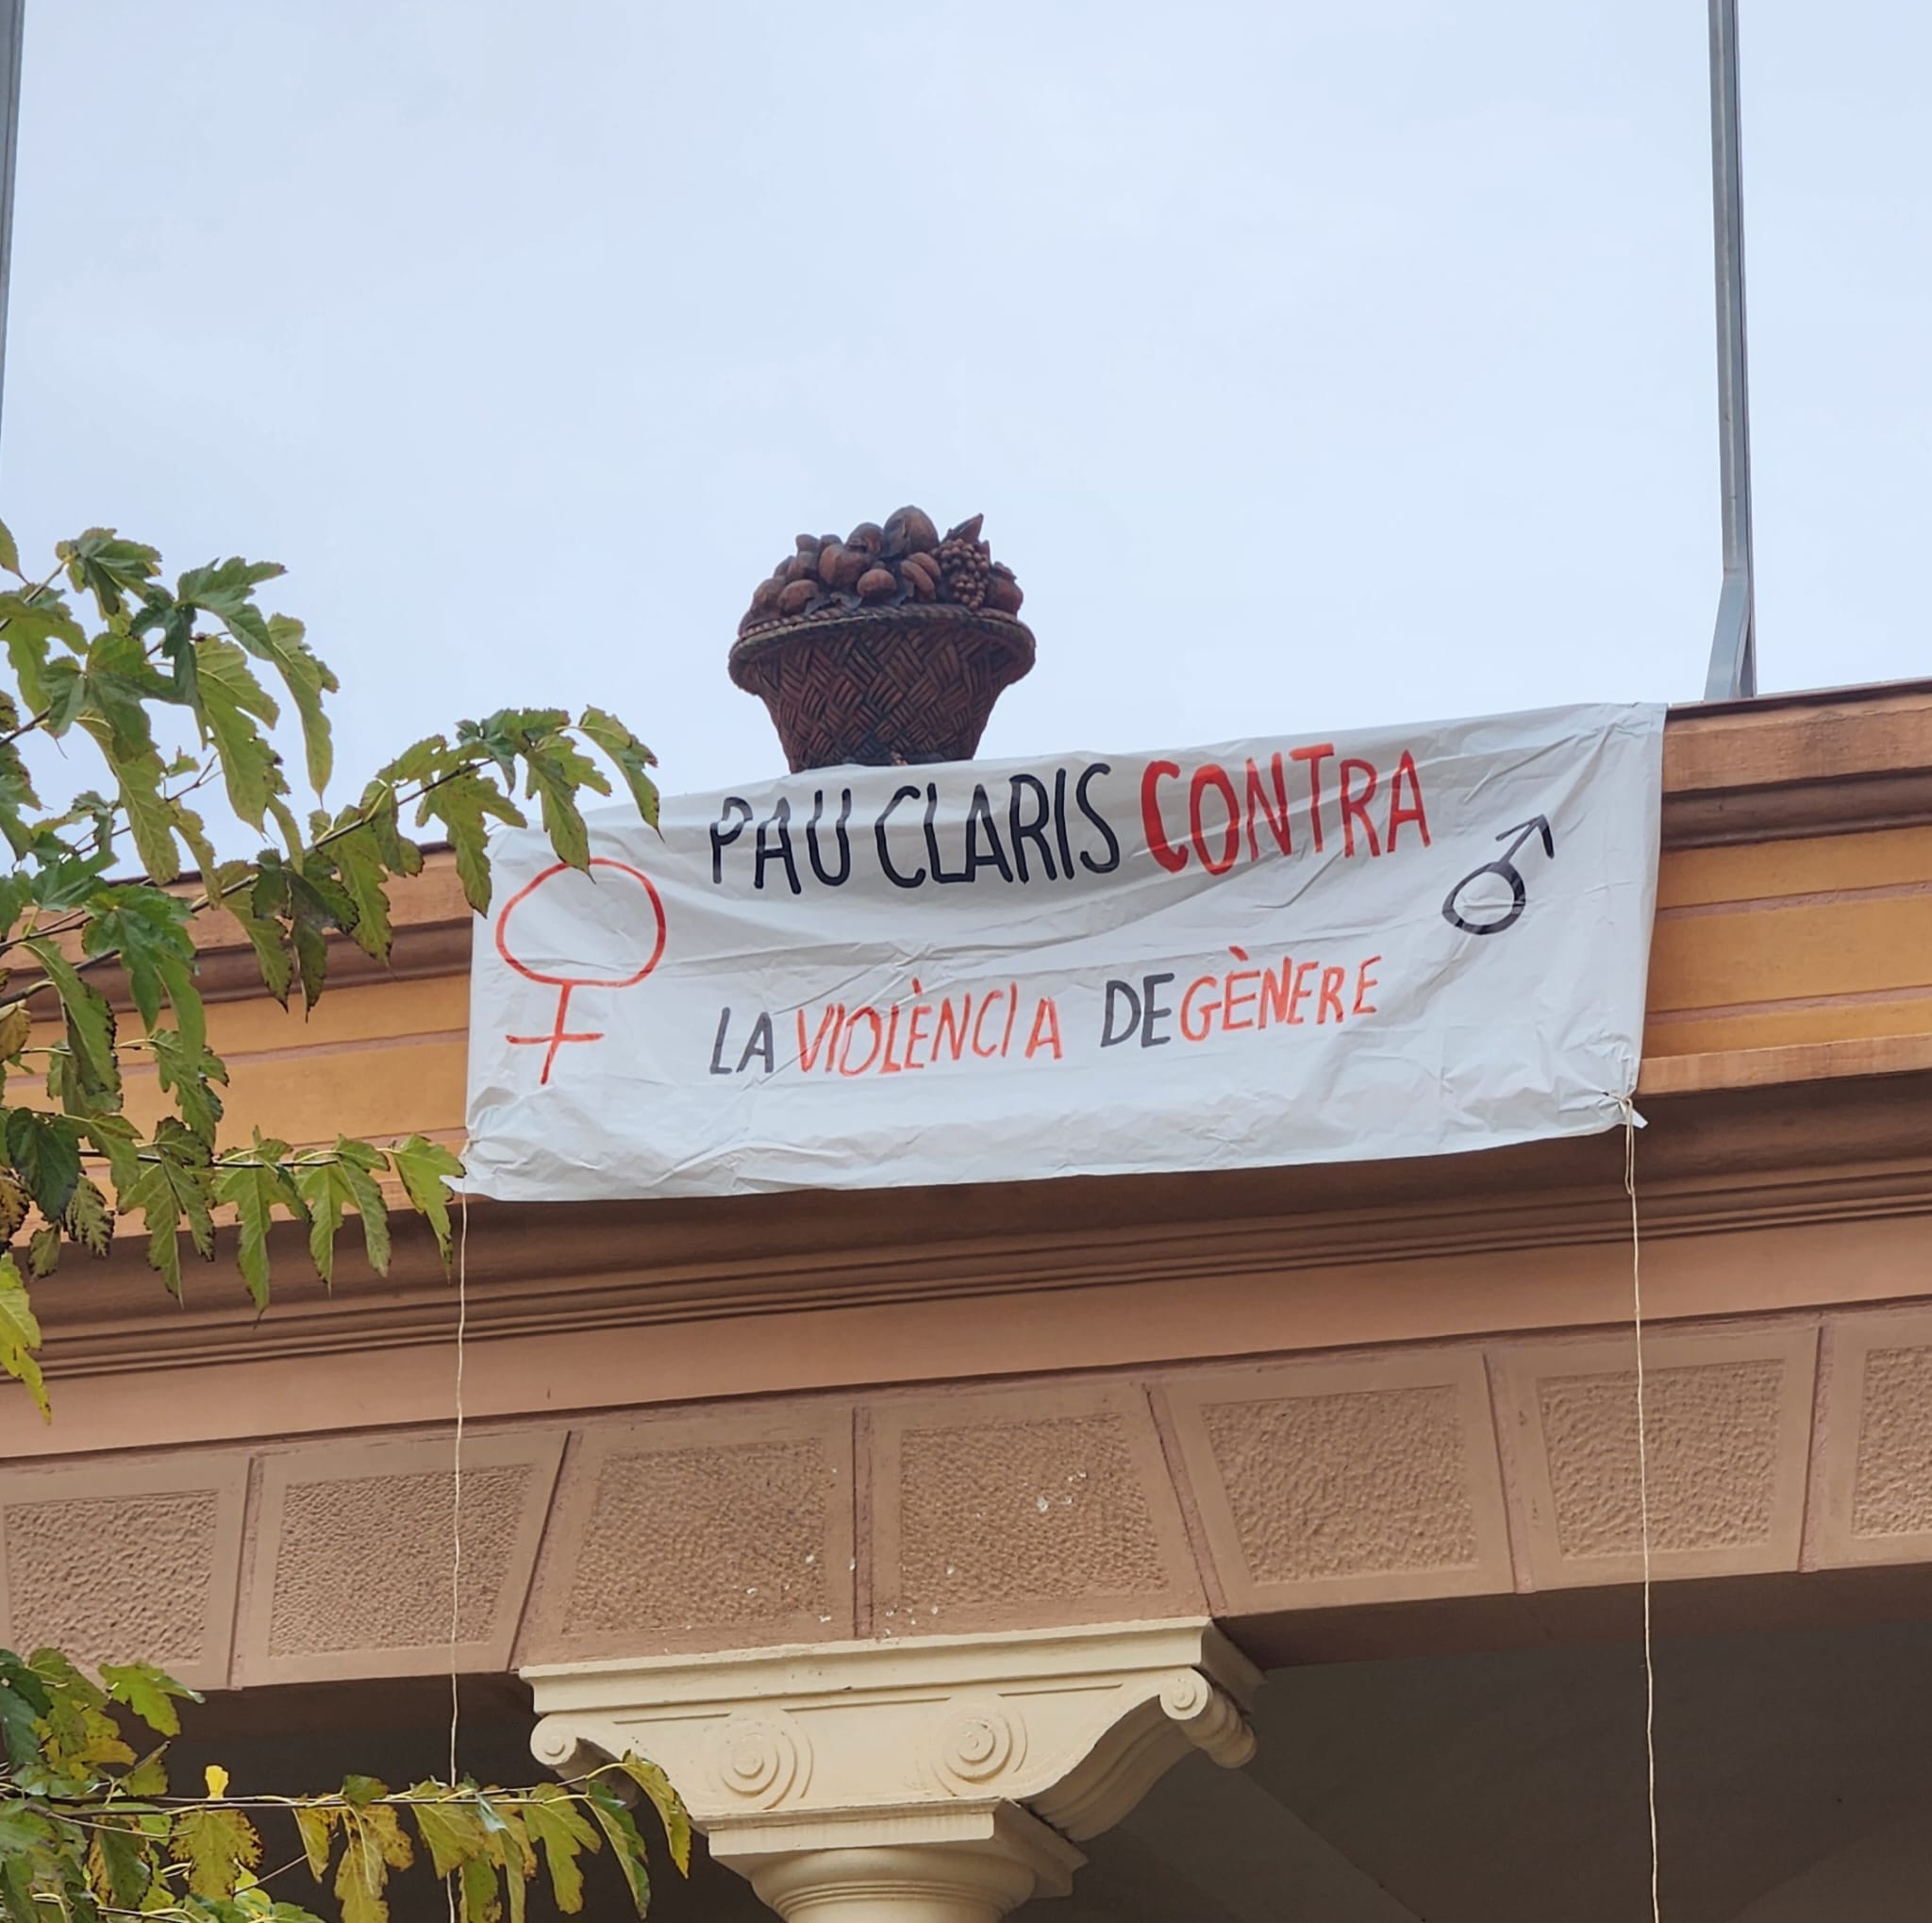 PAU CLARIS CONTRA
LA VIOLÈNCIA DE GÈNERE